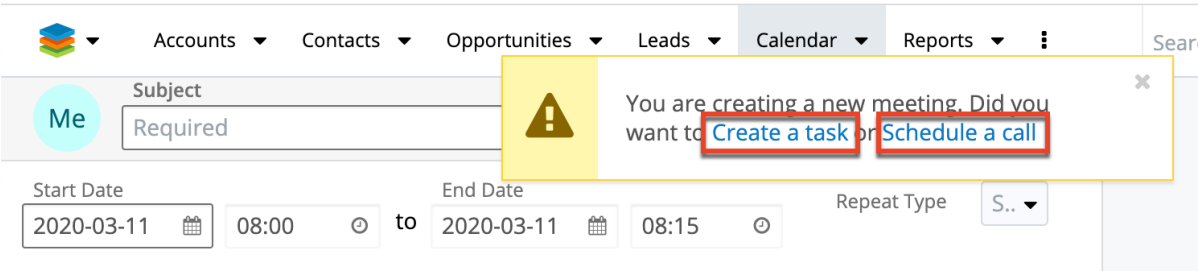 Accounts Contacts Opportunities Leads Calendar Reports
Sear
Subject
Me
Required
You are creating a new meeting. Did you
want to Create a task or Schedule a call
Start Date End Date Repeat Type
2020-03-11 08:00 to 2020-03-11 08:15 S..